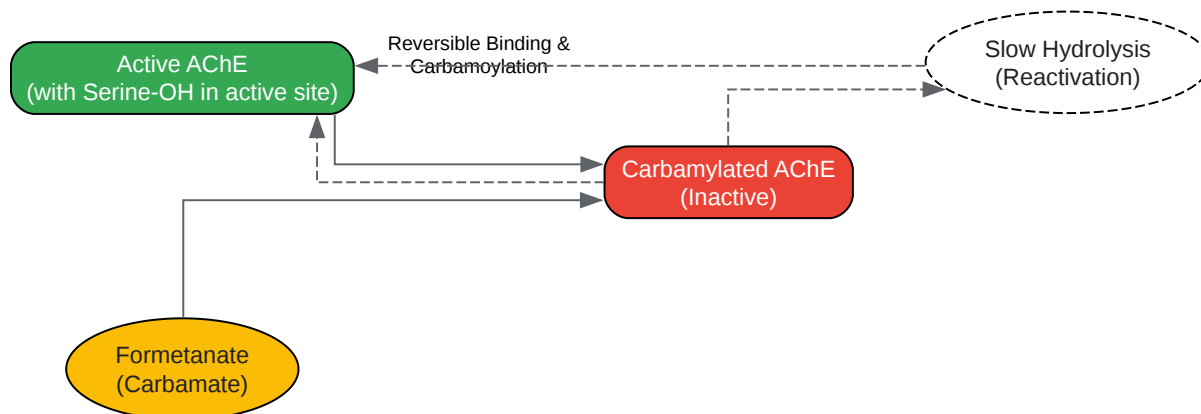 Active AChE
(with Serine-OH in active site)
Reversible Binding &
Carbamoylation
Slow Hydrolysis
(Reactivation)
Carbamylated AChE
(Inactive)
Formetanate
(Carbamate)